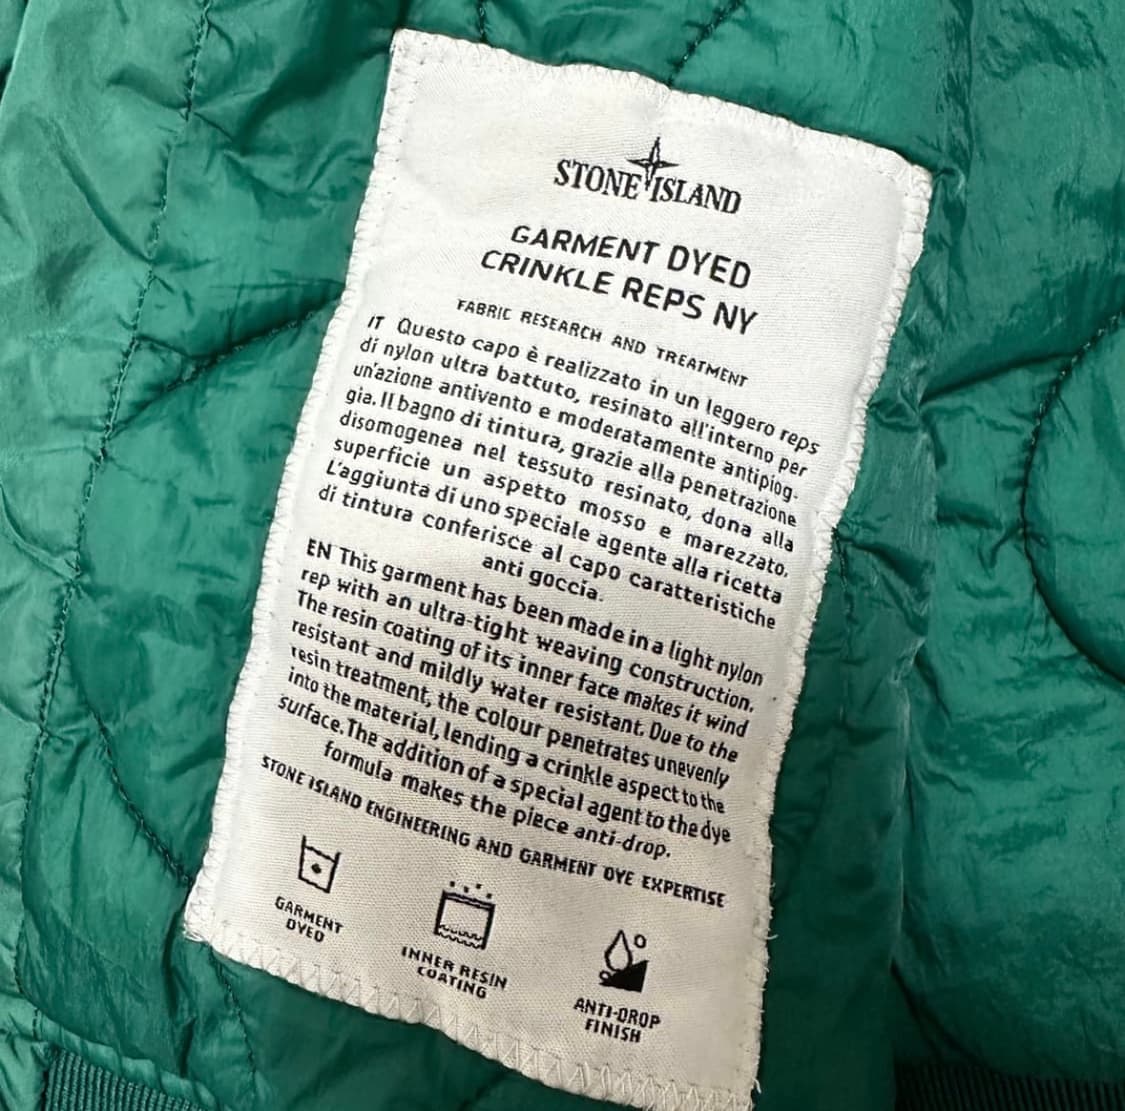 STONE ISLAND
GARMENT DYED
CRINKLE REPS NY
FABRIC RESEARCH AND TREATMENT
IT Questo capo è realizzato in un leggero reps
di nylon ultra battuto, resinato all'interno per
un'azione antivento e moderatamente antipiog-
gia. Il bagno di tintura, grazie alla penetrazione
disomogenea nel tessuto resinato, dona alla
superficie un aspetto mosso e marezzato.
L'aggiunta di uno speciale agente alla ricetta
di tintura conferisce al capo caratteristiche
anti goccia.
EN This garment has been made in a light nylon
rep with an ultra-tight weaving construction.
The resin coating of its inner face makes it wind
resistant and mildly water resistant. Due to the
resin treatment, the colour penetrates unevenly
into the material, lending a crinkle aspect to the
surface. The addition of a special agent to the dye
formula makes the piece anti-drop.
STONE ISLAND ENGINEERING AND GARMENT DYE EXPERTISE
GARMENT
DYED
INNER RESIN
COATING
ANTI-DROP
FINISH